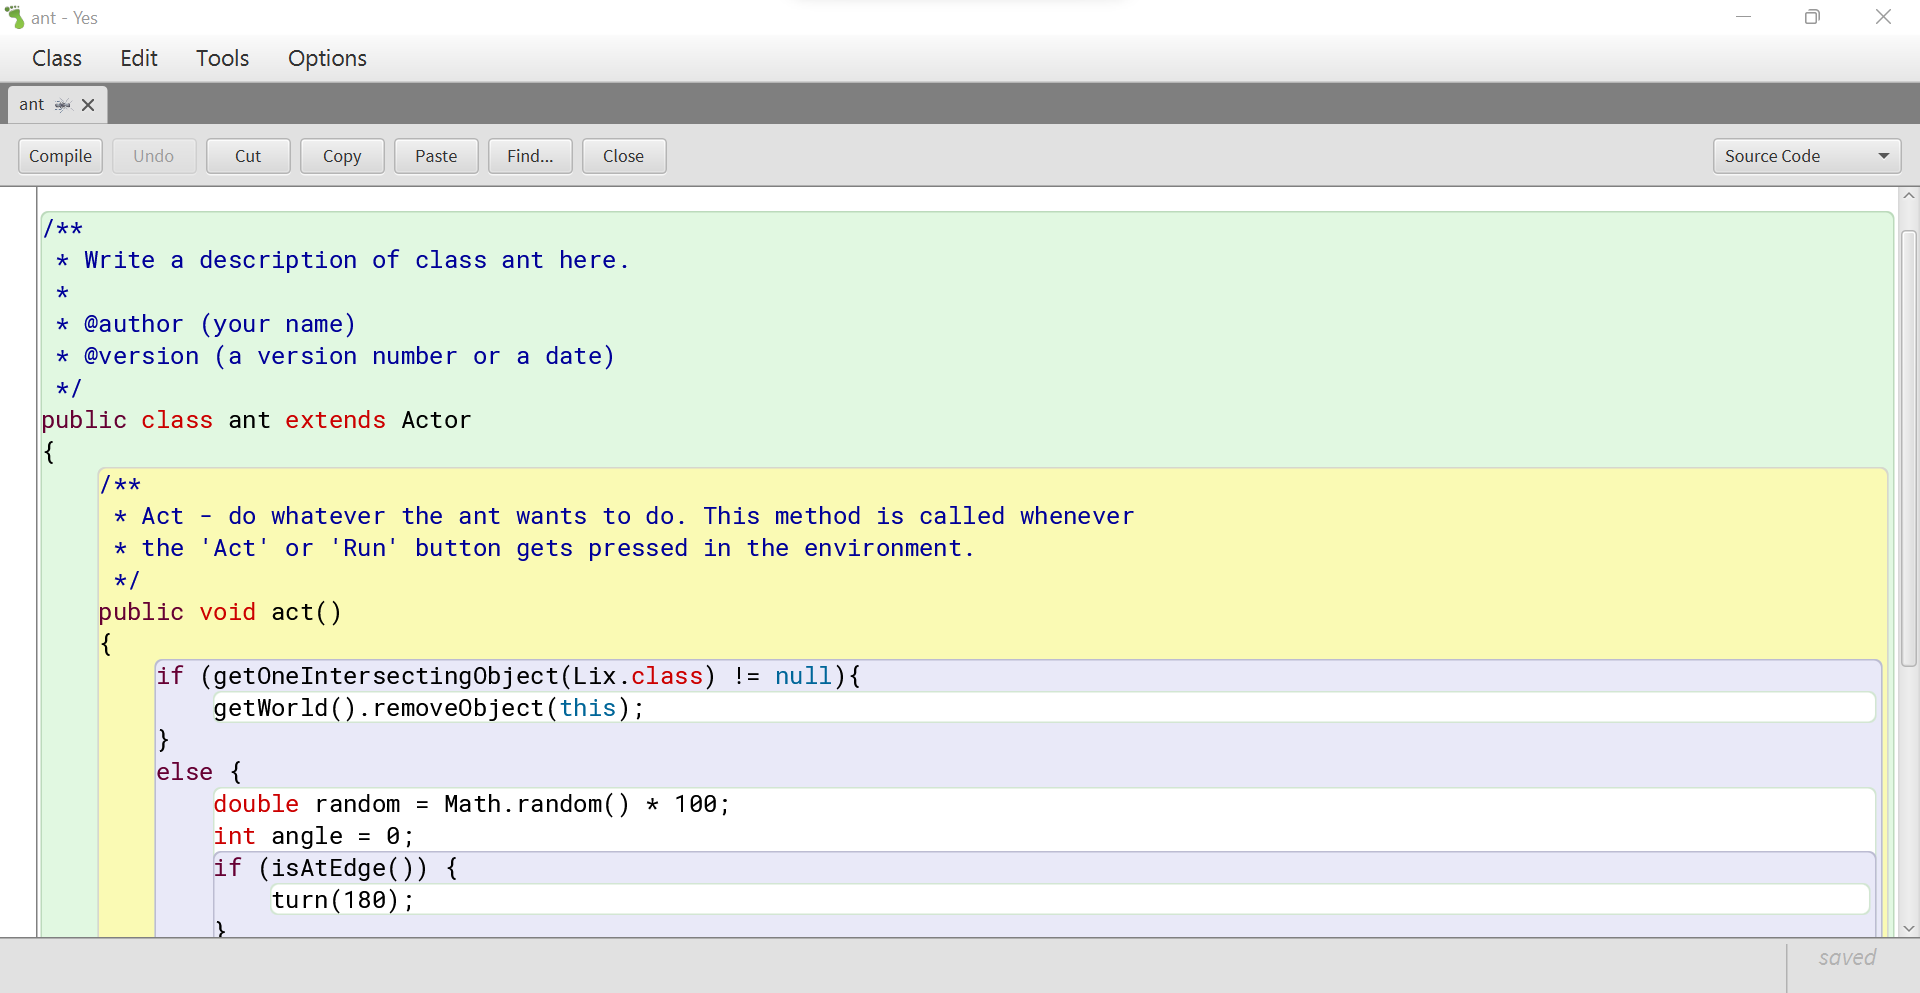 ant - Yes
Class Edit Tools Options
ant
Compile Undo Cut Copy Paste Find... Close Source Code
/**
* Write a description of class ant here.
*
* @author (your name)
* @version (a version number or a date)
*/
public class ant extends Actor
{
/**
* Act - do whatever the ant wants to do. This method is called whenever
* the 'Act' or 'Run' button gets pressed in the environment.
*/
public void act()
{
if (getOneIntersectingObject(Lix.class) != null){
getWorld().removeObject(this);
}
else {
double random = Math.random() * 100;
int angle = 0;
if (isAtEdge()) {
turn(180);
}
saved